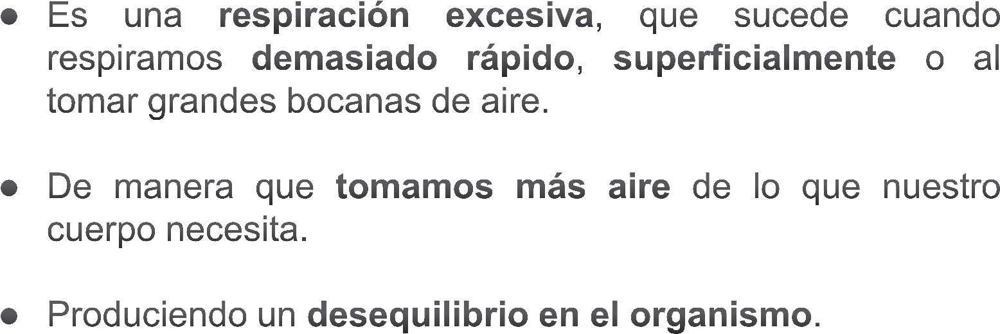 ● Es una respiración excesiva, que sucede cuando
respiramos demasiado rápido, superficialmente o al
tomar grandes bocanas de aire.
● De manera que tomamos más aire de lo que nuestro
cuerpo necesita.
● Produciendo un desequilibrio en el organismo.